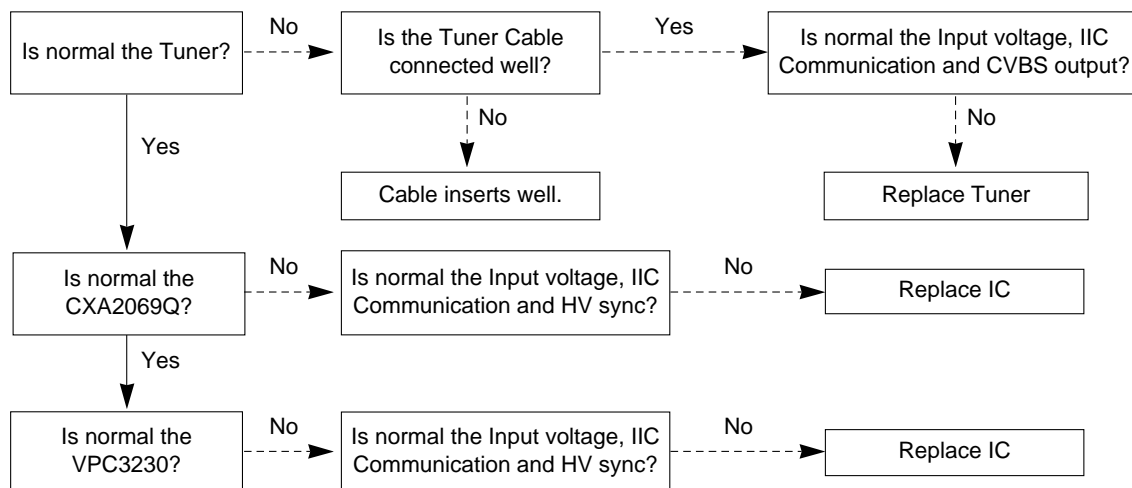 Is normal the Tuner?
No
Is the Tuner Cable
connected well?
Yes
Is normal the Input voltage, IIC
Communication and CVBS output?
Yes
No
No
Cable inserts well.
Replace Tuner
Is normal the
CXA2069Q?
No
Is normal the Input voltage, IIC
Communication and HV sync?
No
Replace IC
Yes
Is normal the
VPC3230?
No
Is normal the Input voltage, IIC
Communication and HV sync?
No
Replace IC